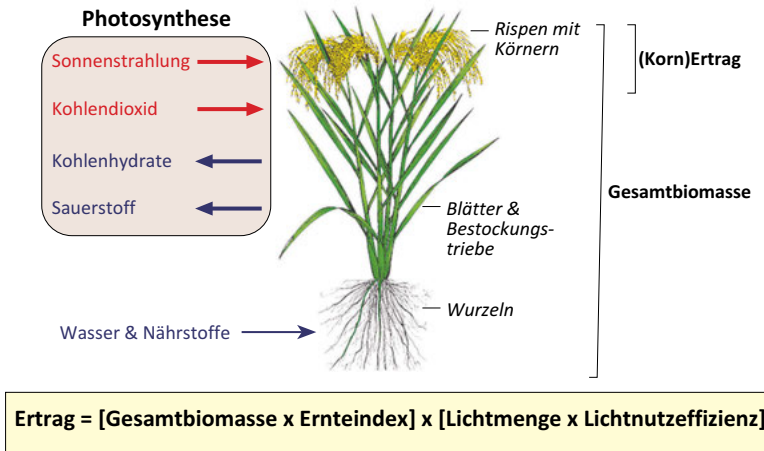 Photosynthese
Sonnenstrahlung
Kohlendioxid
Kohlenhydrate
Sauerstoff
Wasser & Nährstoffe
Rispen mit
Körnern
(Korn)Ertrag
Gesamtbiomasse
Blätter &
Bestockungs-
triebe
Wurzeln
Ertrag = [Gesamtbiomasse x Ernteindex] x [Lichtmenge x Lichtnutzeffizienz]